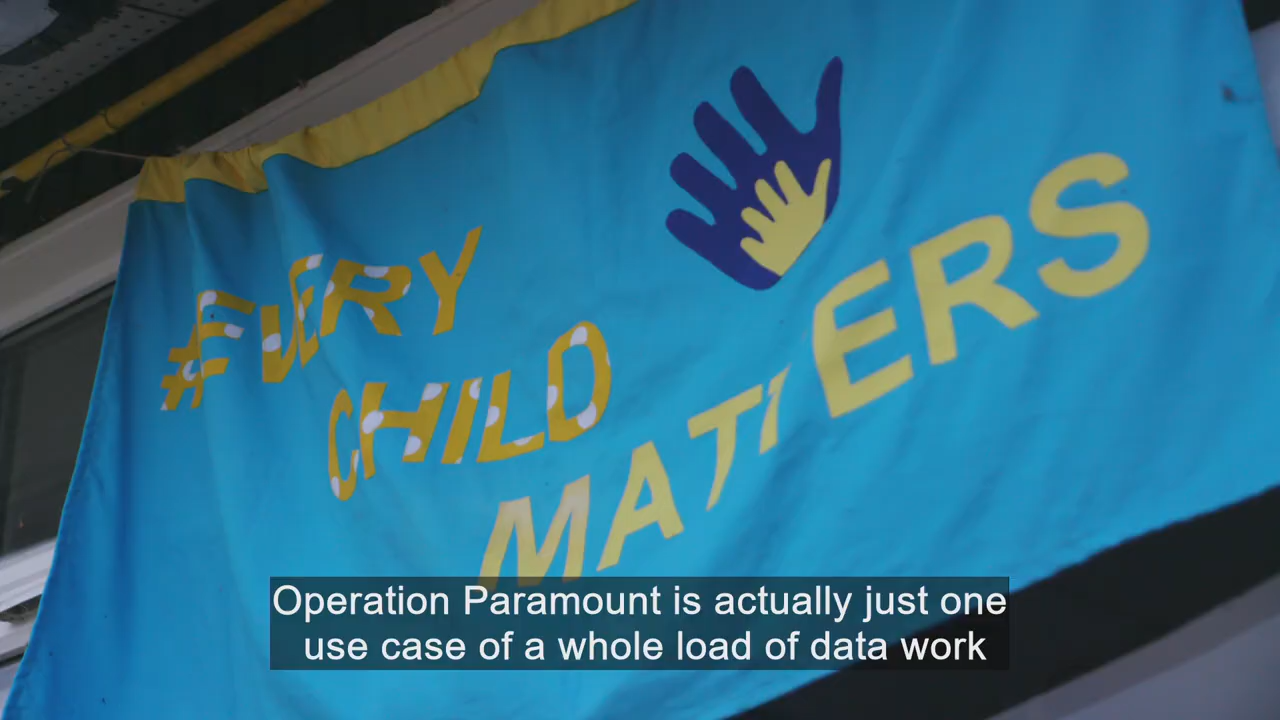 #EVERY
CHILD
MATTERS
Operation Paramount is actually just one
use case of a whole load of data work